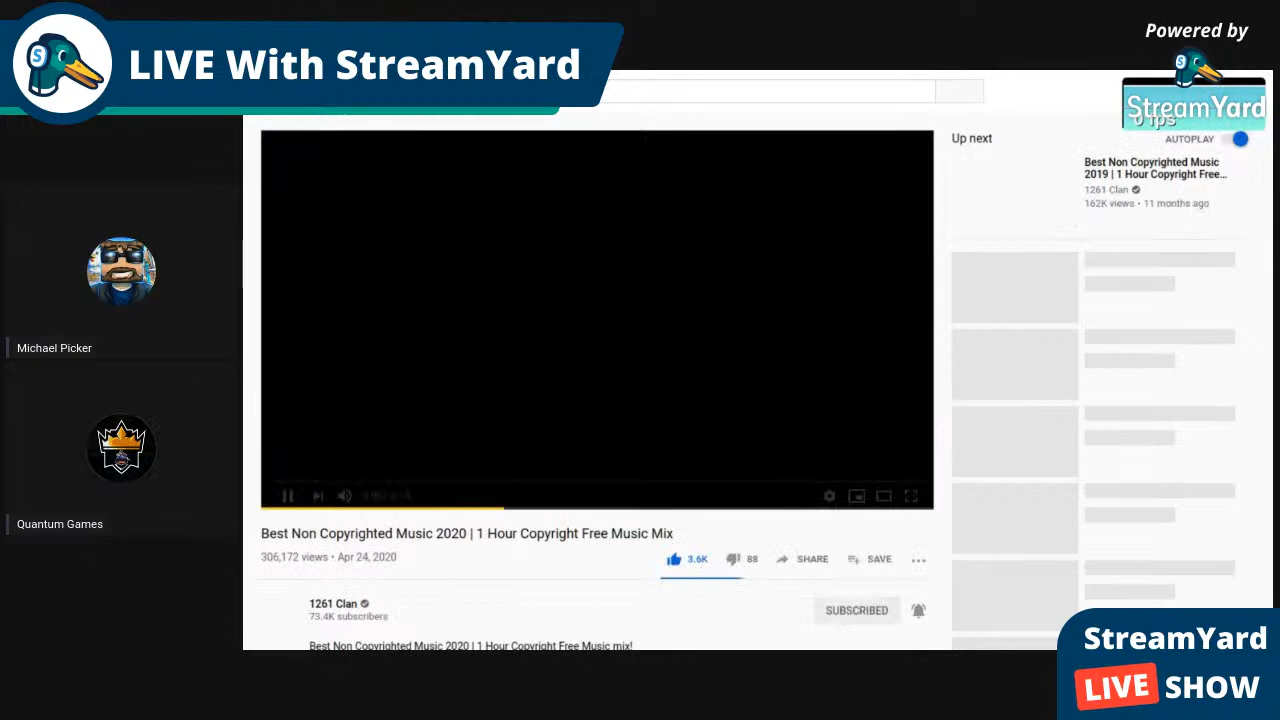 LIVE With StreamYard
Powered by
StreamYard
0 fps
Up next
AUTOPLAY
Best Non Copyrighted Music
2019 | 1 Hour Copyright Free...
1261 Clan
162K views • 11 months ago
Michael Picker
Quantum Games
Best Non Copyrighted Music 2020 | 1 Hour Copyright Free Music Mix
306,172 views • Apr 24, 2020
3.6K
88
SHARE
SAVE
1261 Clan
73.4K subscribers
SUBSCRIBED
Best Non Copyrighted Music 2020 | 1 Hour Copyright Free Music mix!
StreamYard
LIVE SHOW